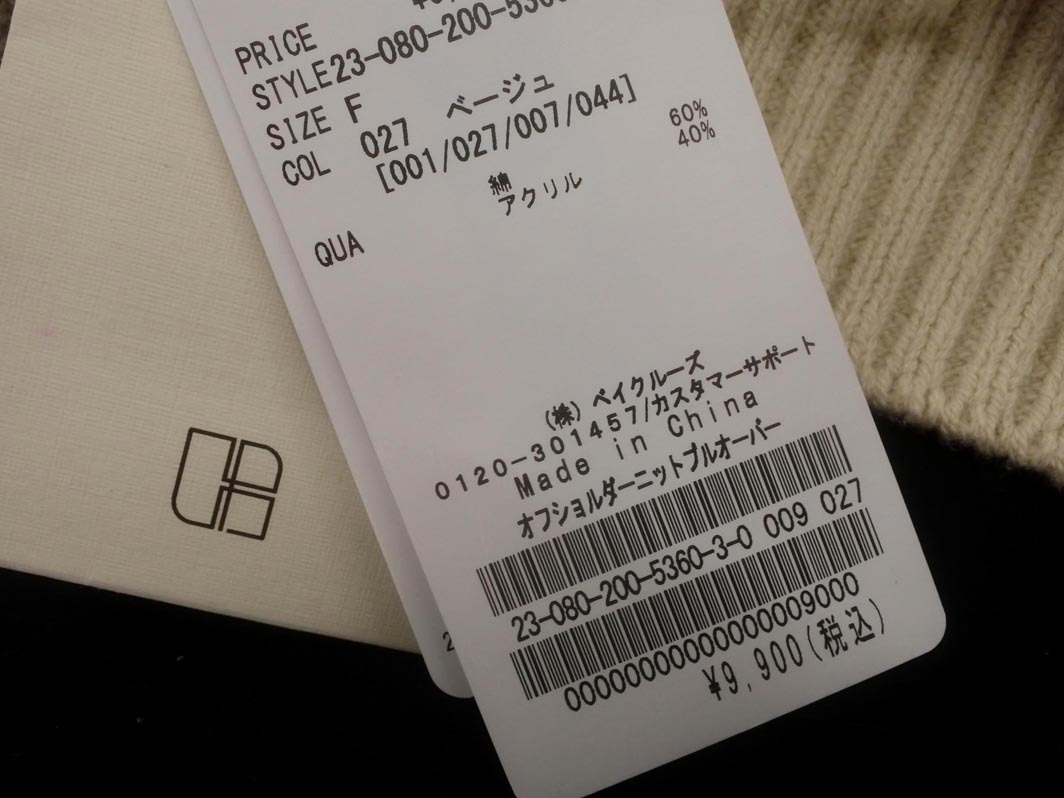 PRICE
STYLE 23-080-200-5360
SIZE F
COL 027 ベージュ
[001/027/007/044]
QUA 綿 60%
アクリル 40%
(株) ベイクルーズ
0120-301457/カスタマーサポート
Made in China
オフショルダーニットプルオーバー
23-080-200-5360-3-0 009 027
0000000000000009000
¥9,900(税込)